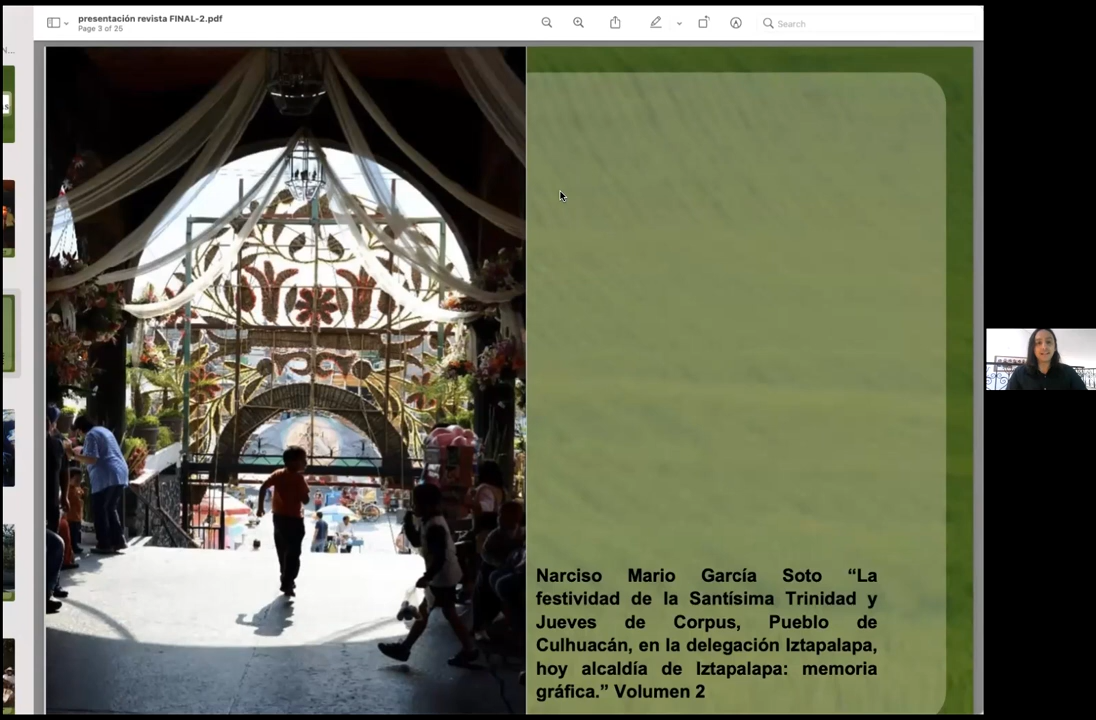 presentación revista FINAL-2.pdf
Page 3 of 25
Search
N...
Narciso Mario García Soto “La
festividad de la Santísima Trinidad y
Jueves de Corpus, Pueblo de
Culhuacán, en la delegación Iztapalapa,
hoy alcaldía de Iztapalapa: memoria
gráfica.” Volumen 2